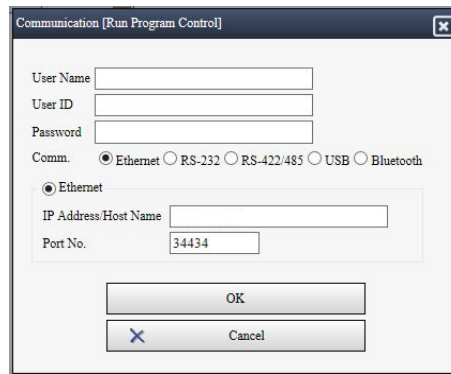 Communication [Run Program Control]
User Name
User ID
Password
Comm. Ethernet RS-232 RS-422/485 USB Bluetooth
Ethernet
IP Address/Host Name
Port No. 34434
OK
Cancel